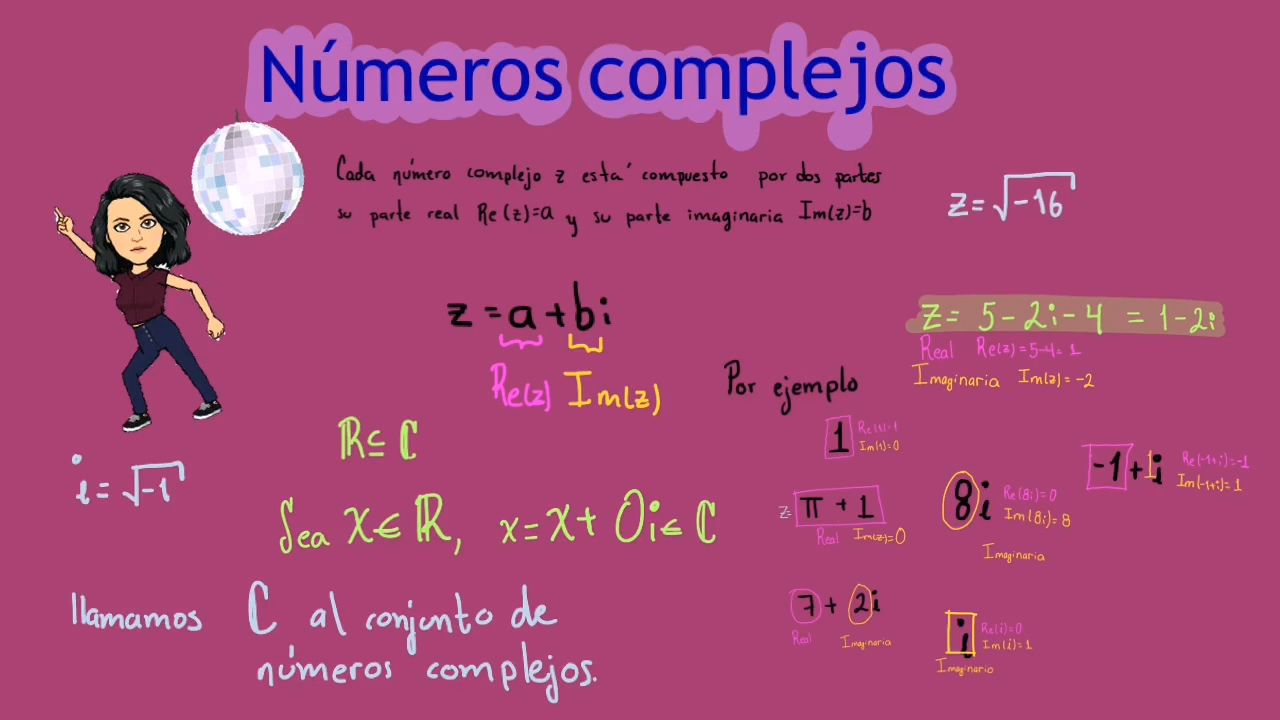 Números complejos
Cada número complejo z está compuesto por dos partes
su parte real Re(z)=a y su parte imaginaria Im(z)=b
z=√-16
z=a+bi
Re(z) Im(z)
z= 5-2i-4 = 1-2i
Real Re(z)=5-4=1
Imaginaria Im(z)=-2
Por ejemplo
1 Re(1)=1
Im(1)=0
ℝ⊆ℂ
i=√-1
-1+1i Re(-1+i)=-1
Im(-1+i)=1
z= π+1
Real Im(z)=0
8i Re(8i)=0
Im(8i)=8
Imaginaria
Sea x∈ℝ, x=x+0i∈ℂ
llamamos ℂ al conjunto de
números complejos.
7+2i
Real Imaginaria
i Re(i)=0
Im(i)=1
Imaginario